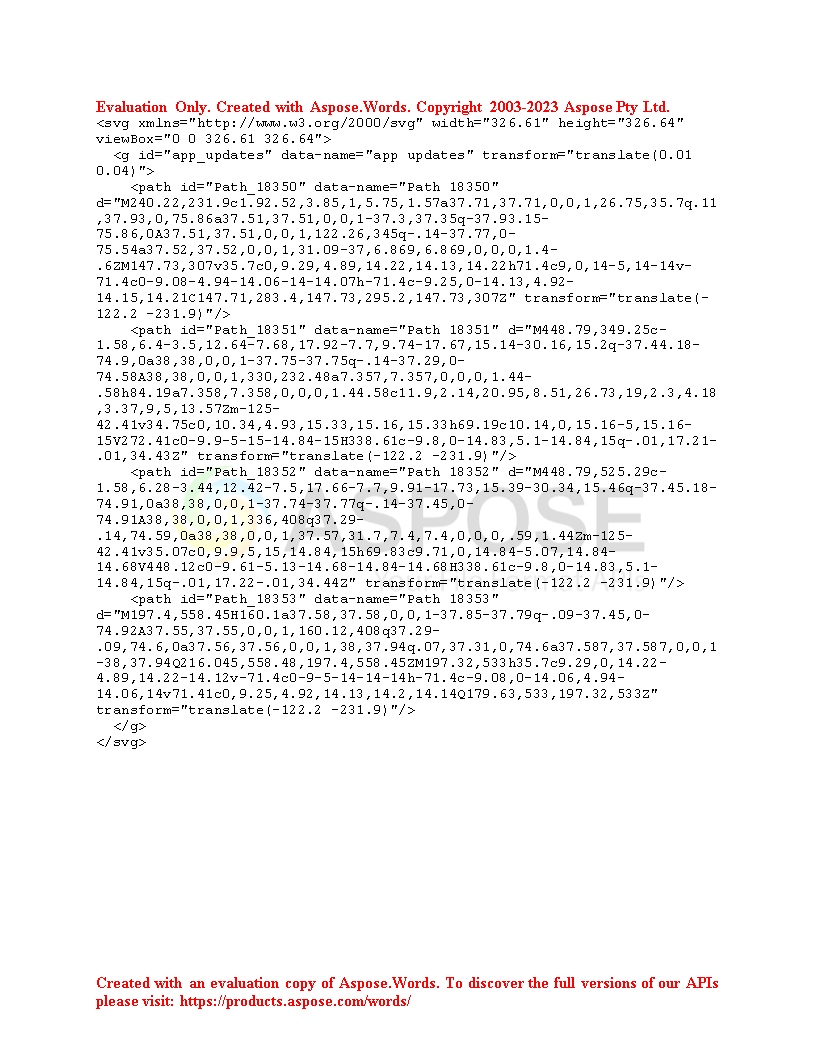 Evaluation Only. Created with Aspose.Words. Copyright 2003-2023 Aspose Pty Ltd.
<svg xmlns="http://www.w3.org/2000/svg" width="326.61" height="326.64"
viewBox="0 0 326.61 326.64">
  <g id="app_updates" data-name="app updates" transform="translate(0.01
0.04)">
    <path id="Path_18350" data-name="Path 18350"
d="M240.22,231.9c1.92.52,3.85,1,5.75,1.57a37.71,37.71,0,0,1,26.75,35.7q.11
,37.93,0,75.86a37.51,37.51,0,0,1-37.3,37.35q-37.93.15-
75.86,0A37.51,37.51,0,0,1,122.26,345q-.14-37.77,0-
75.54a37.52,37.52,0,0,1,31.09-37,6.869,6.869,0,0,0,1.4-
.6ZM147.73,307v35.7c0,9.29,4.89,14.22,14.13,14.22h71.4c9,0,14-5,14-14v-
71.4c0-9.08-4.94-14.06-14-14.07h-71.4c-9.25,0-14.13,4.92-
14.15,14.21C147.71,283.4,147.73,295.2,147.73,307Z" transform="translate(-
122.2 -231.9)"/>
    <path id="Path_18351" data-name="Path 18351" d="M448.79,349.25c-
1.58,6.4-3.5,12.64-7.68,17.92-7.7,9.74-17.67,15.14-30.16,15.2q-37.44.18-
74.9,0a38,38,0,0,1-37.75-37.75q-.14-37.29,0-
74.58A38,38,0,0,1,330,232.48a7.357,7.357,0,0,0,1.44-
.58h84.19a7.358,7.358,0,0,0,1.44.58c11.9,2.14,20.95,8.51,26.73,19,2.3,4.18
,3.37,9,5,13.57Zm-125-
42.41v34.75c0,10.34,4.93,15.33,15.16,15.33h69.19c10.14,0,15.16-5,15.16-
15V272.41c0-9.9-5-15-14.84-15H338.61c-9.8,0-14.83,5.1-14.84,15q-.01,17.21-
.01,34.43Z" transform="translate(-122.2 -231.9)"/>
    <path id="Path_18352" data-name="Path 18352" d="M448.79,525.29c-
1.58,6.28-3.44,12.42-7.5,17.66-7.7,9.91-17.73,15.39-30.34,15.46q-37.45.18-
74.91,0a38,38,0,0,1-37.74-37.77q-.14-37.45,0-
74.91A38,38,0,0,1,336,408q37.29-
.14,74.59,0a38,38,0,0,1,37.57,31.7,7.4,7.4,0,0,0,.59,1.44Zm-125-
42.41v35.07c0,9.9,5,15,14.84,15h69.83c9.71,0,14.84-5.07,14.84-
14.68V448.12c0-9.61-5.13-14.68-14.84-14.68H338.61c-9.8,0-14.83,5.1-
14.84,15q-.01,17.22-.01,34.44Z" transform="translate(-122.2 -231.9)"/>
    <path id="Path_18353" data-name="Path 18353"
d="M197.4,558.45H160.1a37.58,37.58,0,0,1-37.85-37.79q-.09-37.45,0-
74.92A37.55,37.55,0,0,1,160.12,408q37.29-
.09,74.6,0a37.56,37.56,0,0,1,38,37.94q.07,37.31,0,74.6a37.587,37.587,0,0,1
-38,37.94Q216.045,558.48,197.4,558.45ZM197.32,533h35.7c9.29,0,14.22-
4.89,14.22-14.12v-71.4c0-9-5-14-14-14h-71.4c-9.08,0-14.06,4.94-
14.06,14v71.41c0,9.25,4.92,14.13,14.2,14.14Q179.63,533,197.32,533Z"
transform="translate(-122.2 -231.9)"/>
  </g>
</svg>
ASPOSE
Created with an evaluation copy of Aspose.Words. To discover the full versions of our APIs
please visit: https://products.aspose.com/words/